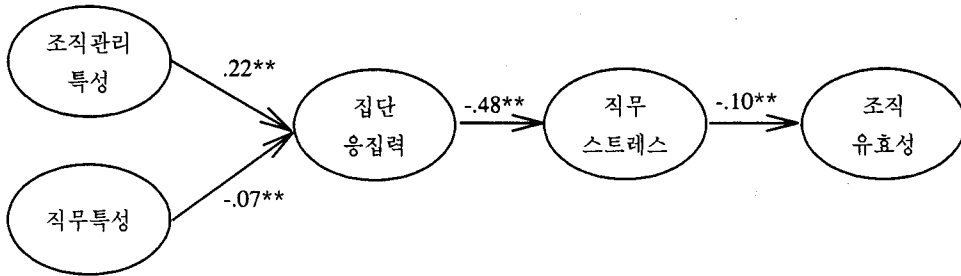 조직관리
특성
.22**
집단
응집력
-.48**
직무
스트레스
-.10**
조직
유효성
-.07**
직무특성